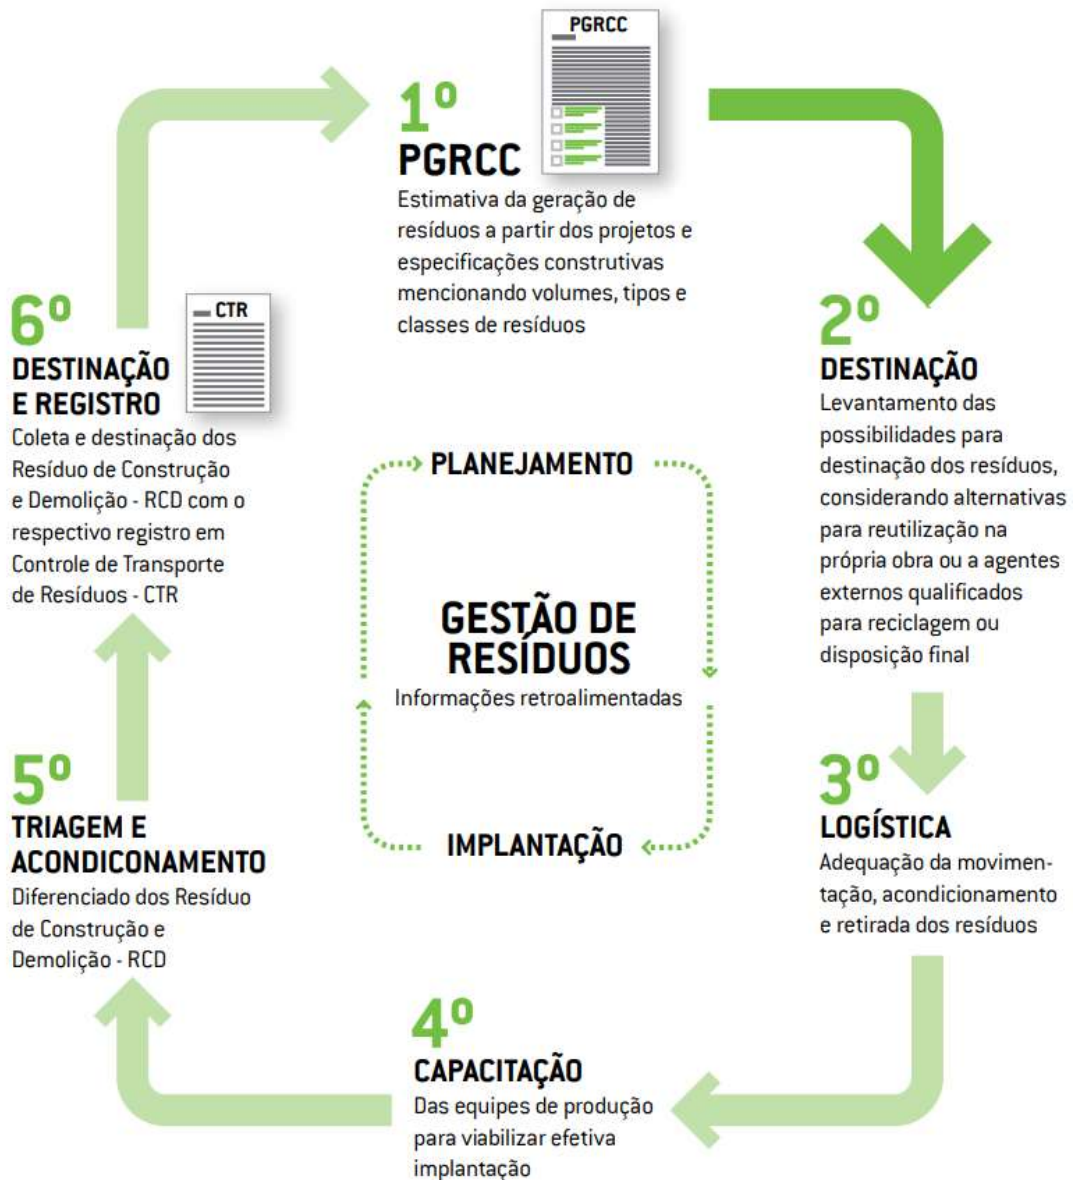 PGRCC
1º
PGRCC
Estimativa da geração de
resíduos a partir dos projetos e
especificações construtivas
mencionando volumes, tipos e
classes de resíduos
2º
DESTINAÇÃO
Levantamento das
possibilidades para
destinação dos resíduos,
considerando alternativas
para reutilização na
própria obra ou a agentes
externos qualificados
para reciclagem ou
disposição final
3º
LOGÍSTICA
Adequação da movimen-
tação, acondicionamento
e retirada dos resíduos
4º
CAPACITAÇÃO
Das equipes de produção
para viabilizar efetiva
implantação
5º
TRIAGEM E
ACONDICONAMENTO
Diferenciado dos Resíduo
de Construção e
Demolição - RCD
6º
CTR
DESTINAÇÃO
E REGISTRO
Coleta e destinação dos
Resíduo de Construção
e Demolição - RCD com o
respectivo registro em
Controle de Transporte
de Resíduos - CTR
PLANEJAMENTO
GESTÃO DE
RESÍDUOS
Informações retroalimentadas
IMPLANTAÇÃO